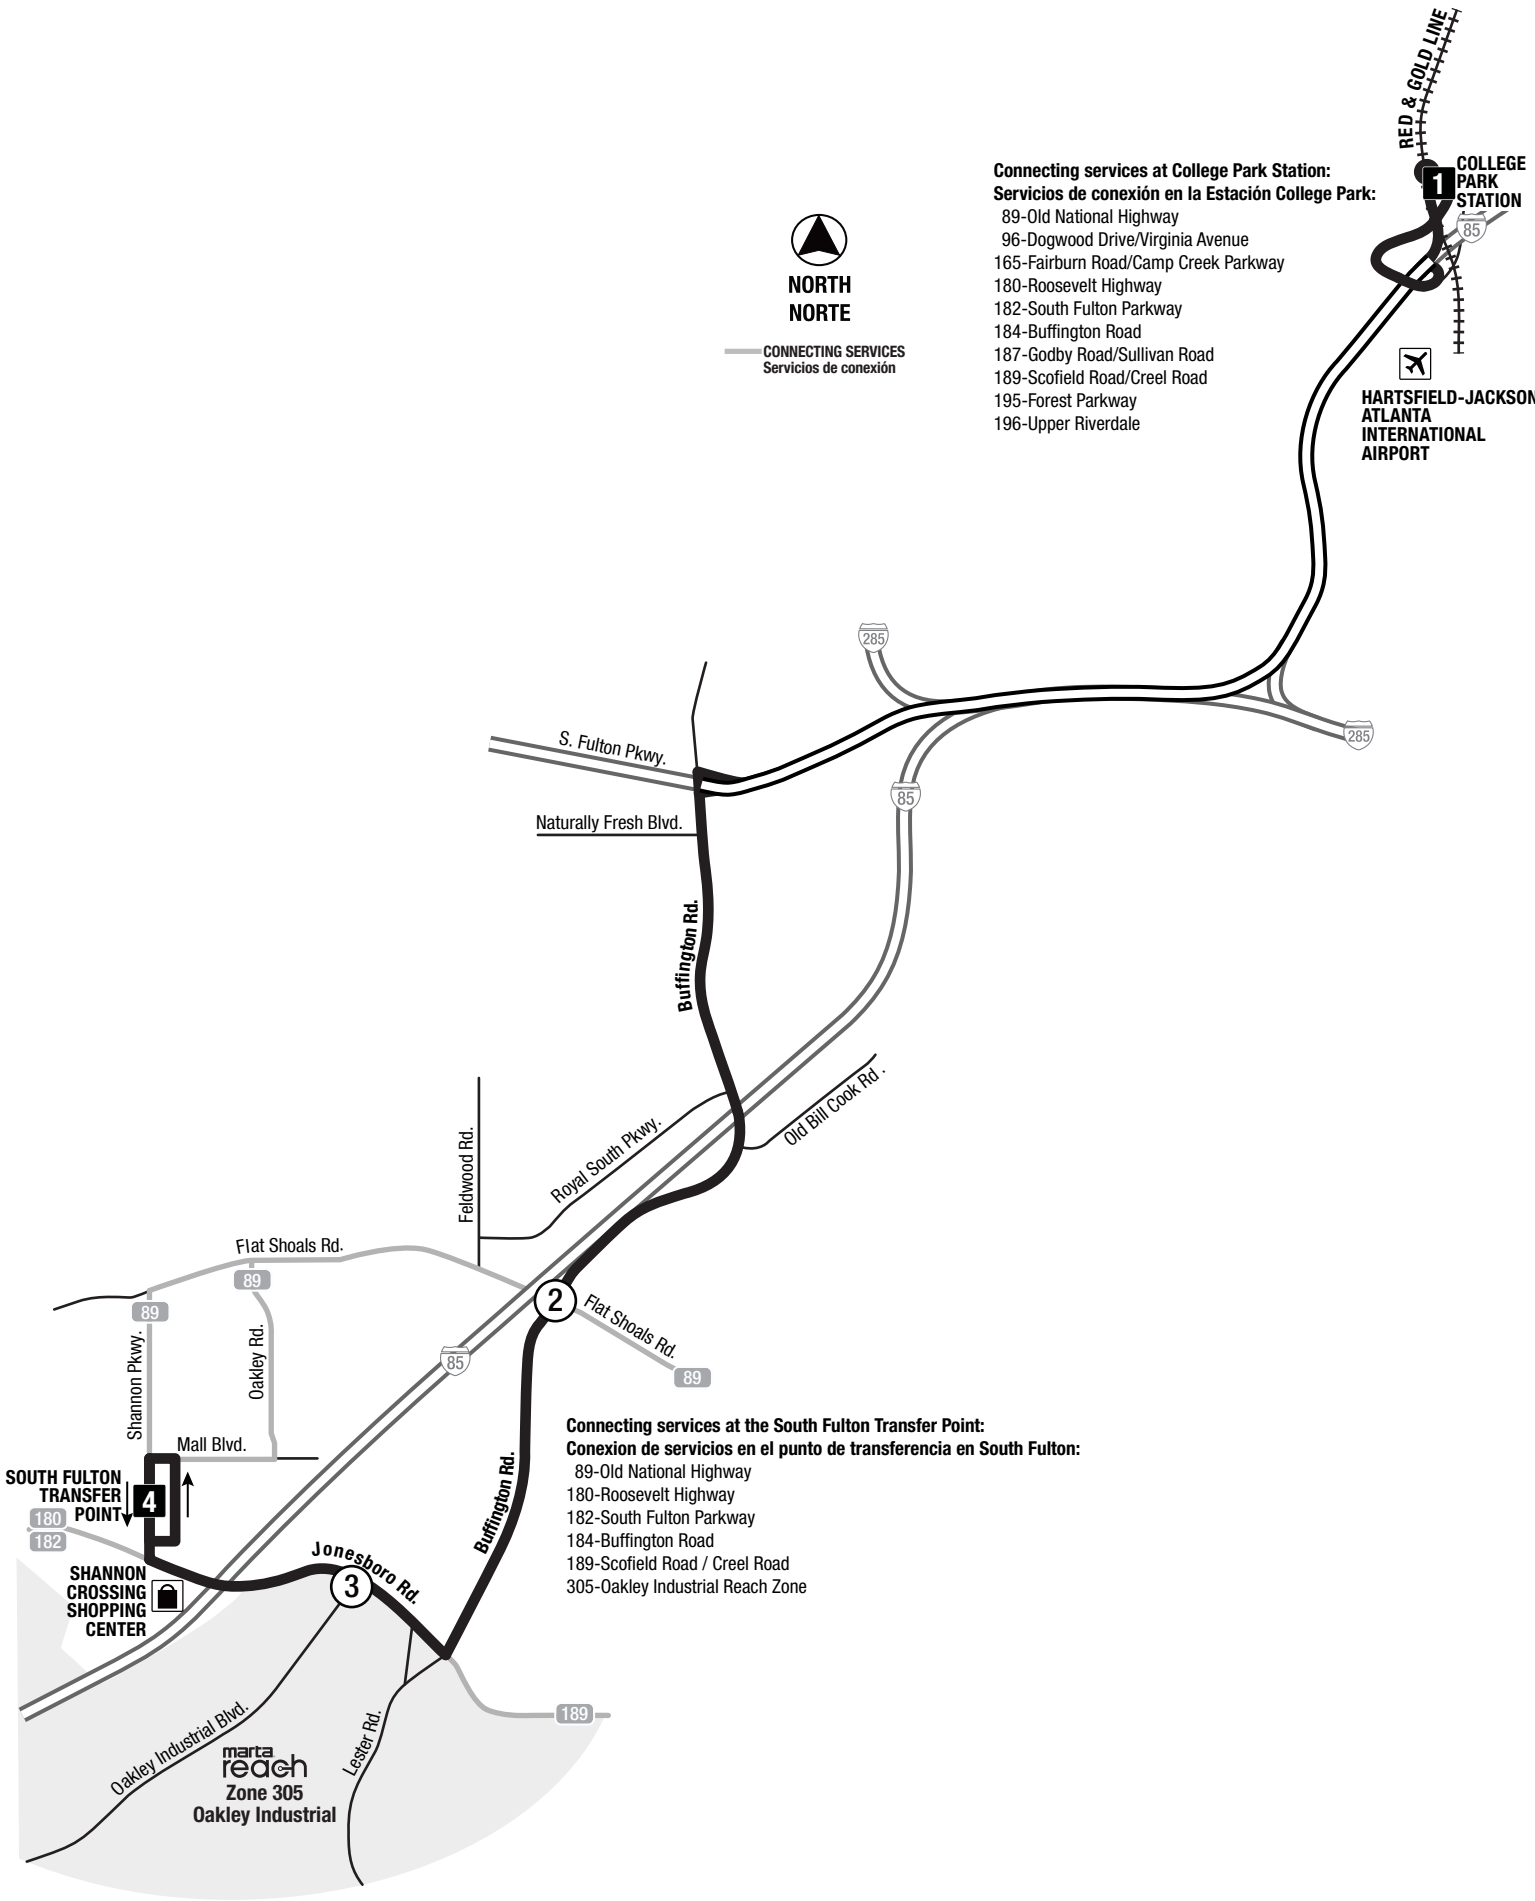 RED & GOLD LINE
1
COLLEGE
PARK
STATION
85
Connecting services at College Park Station:
Servicios de conexión en la Estación College Park:
89-Old National Highway
96-Dogwood Drive/Virginia Avenue
165-Fairburn Road/Camp Creek Parkway
180-Roosevelt Highway
182-South Fulton Parkway
184-Buffington Road
187-Godby Road/Sullivan Road
189-Scofield Road/Creel Road
195-Forest Parkway
196-Upper Riverdale
NORTH
NORTE
CONNECTING SERVICES
Servicios de conexión
HARTSFIELD-JACKSON
ATLANTA
INTERNATIONAL
AIRPORT
285
285
S. Fulton Pkwy.
85
Naturally Fresh Blvd.
Buffington Rd.
Old Bill Cook Rd .
Royal South Pkwy.
Feldwood Rd.
Flat Shoals Rd.
89
89
2
Flat Shoals Rd.
89
Shannon Pkwy.
Oakley Rd.
85
Mall Blvd.
Connecting services at the South Fulton Transfer Point:
Conexion de servicios en el punto de transferencia en South Fulton:
89-Old National Highway
180-Roosevelt Highway
182-South Fulton Parkway
184-Buffington Road
189-Scofield Road / Creel Road
305-Oakley Industrial Reach Zone
SOUTH FULTON
TRANSFER
POINT
4
180
182
Buffington Rd.
Jonesboro Rd.
3
SHANNON
CROSSING
SHOPPING
CENTER
189
Oakley Industrial Blvd.
Lester Rd.
marta
reach
Zone 305
Oakley Industrial